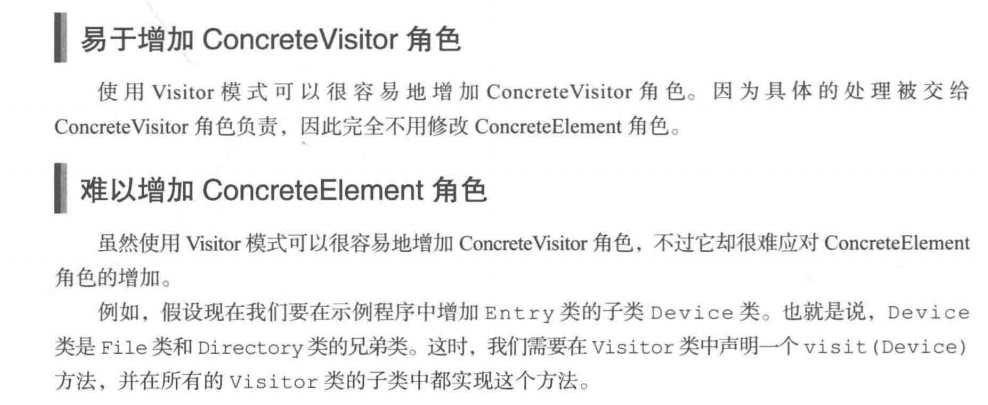 易于增加 ConcreteVisitor 角色
使用 Visitor 模式可以很容易地增加 ConcreteVisitor 角色。因为具体的处理被交给
ConcreteVisitor 角色负责，因此完全不用修改 ConcreteElement 角色。
难以增加 ConcreteElement 角色
虽然使用 Visitor 模式可以很容易地增加 ConcreteVisitor 角色，不过它却很难应对 ConcreteElement
角色的增加。
例如，假设现在我们要在示例程序中增加 Entry 类的子类 Device 类。也就是说，Device
类是 File 类和 Directory 类的兄弟类。这时，我们需要在 Visitor 类中声明一个 visit(Device)
方法，并在所有的 Visitor 类的子类中都实现这个方法。